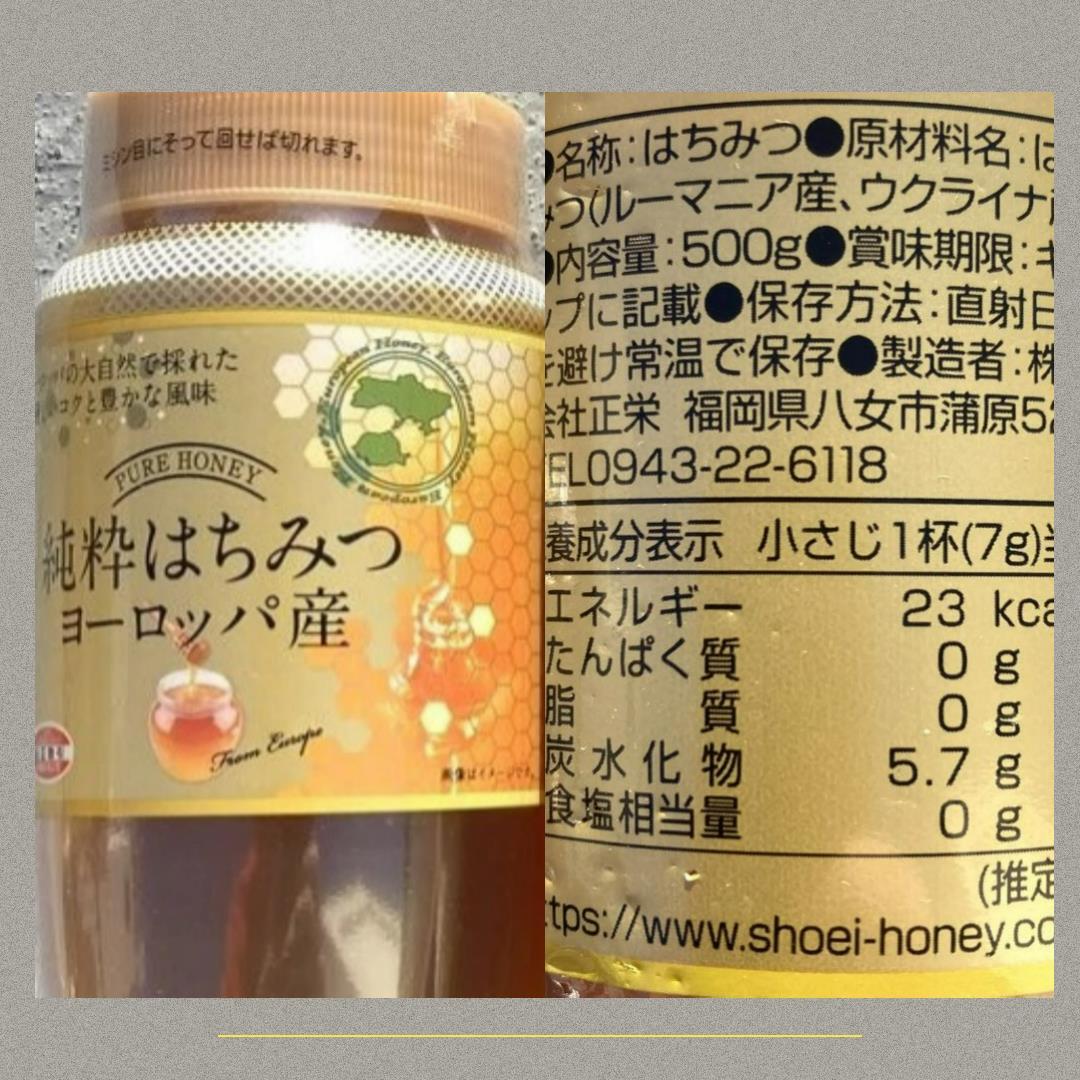 ミシン目にそって回せば切れます。
の大自然で採れた
コクと豊かな風味
European Honey
PURE HONEY
純粋はちみつ
ヨーロッパ産
From Europe
画像はイメージです。
●名称:はちみつ●原材料名:は
みつ(ルーマニア産、ウクライナ産
●内容量:500g●賞味期限:キ
ップに記載●保存方法:直射日
を避け常温で保存●製造者:株
会社正栄 福岡県八女市蒲原52
TEL0943-22-6118
養成分表示 小さじ1杯(7g)当
エネルギー 23 kca
たんぱく質 0 g
脂質 0 g
炭水化物 5.7 g
食塩相当量 0 g
(推定
ttps://www.shoei-honey.co